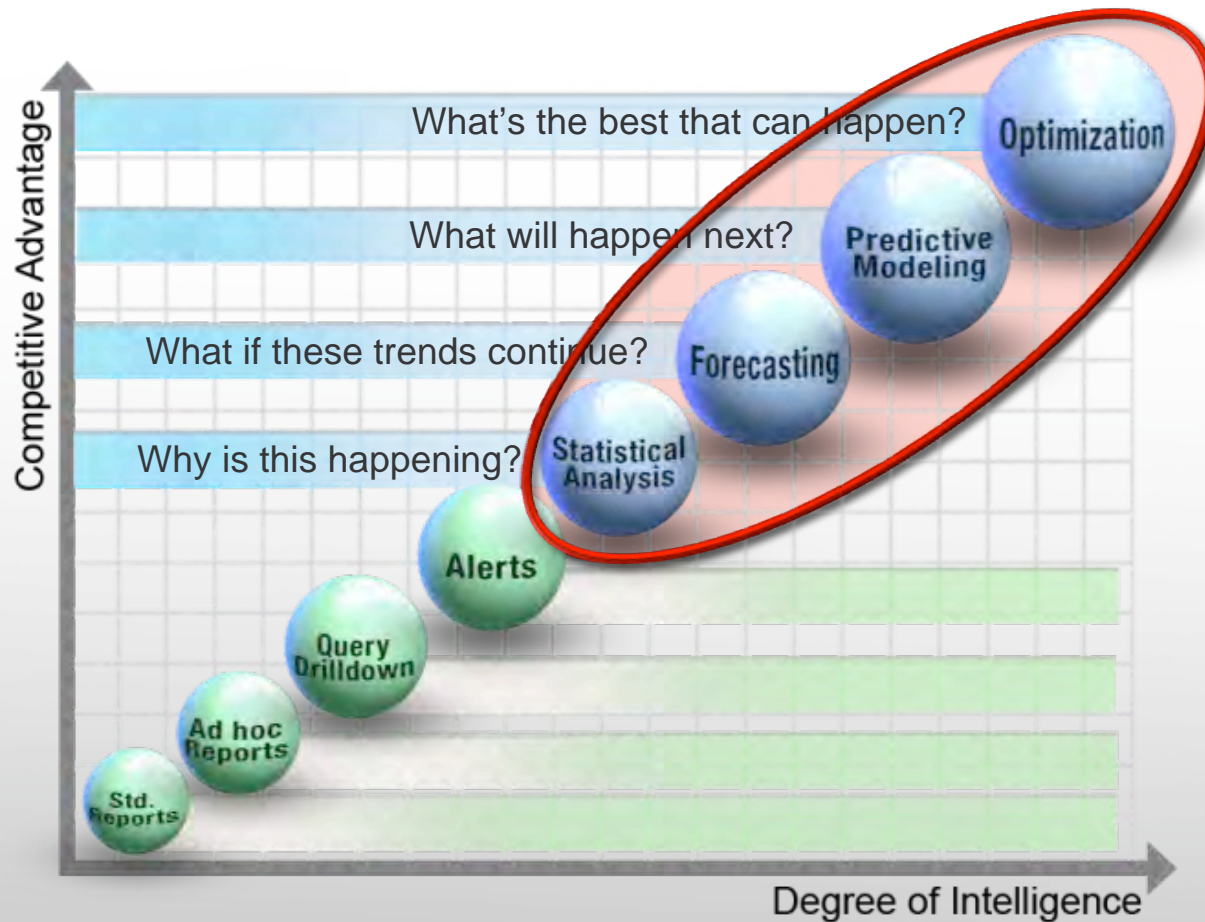 Competitive Advantage
What's the best that can happen?
Optimization
What will happen next?
Predictive
Modeling
What if these trends continue?
Forecasting
Why is this happening?
Statistical
Analysis
Alerts
Query
Drilldown
Ad hoc
Reports
Std.
Reports
Degree of Intelligence